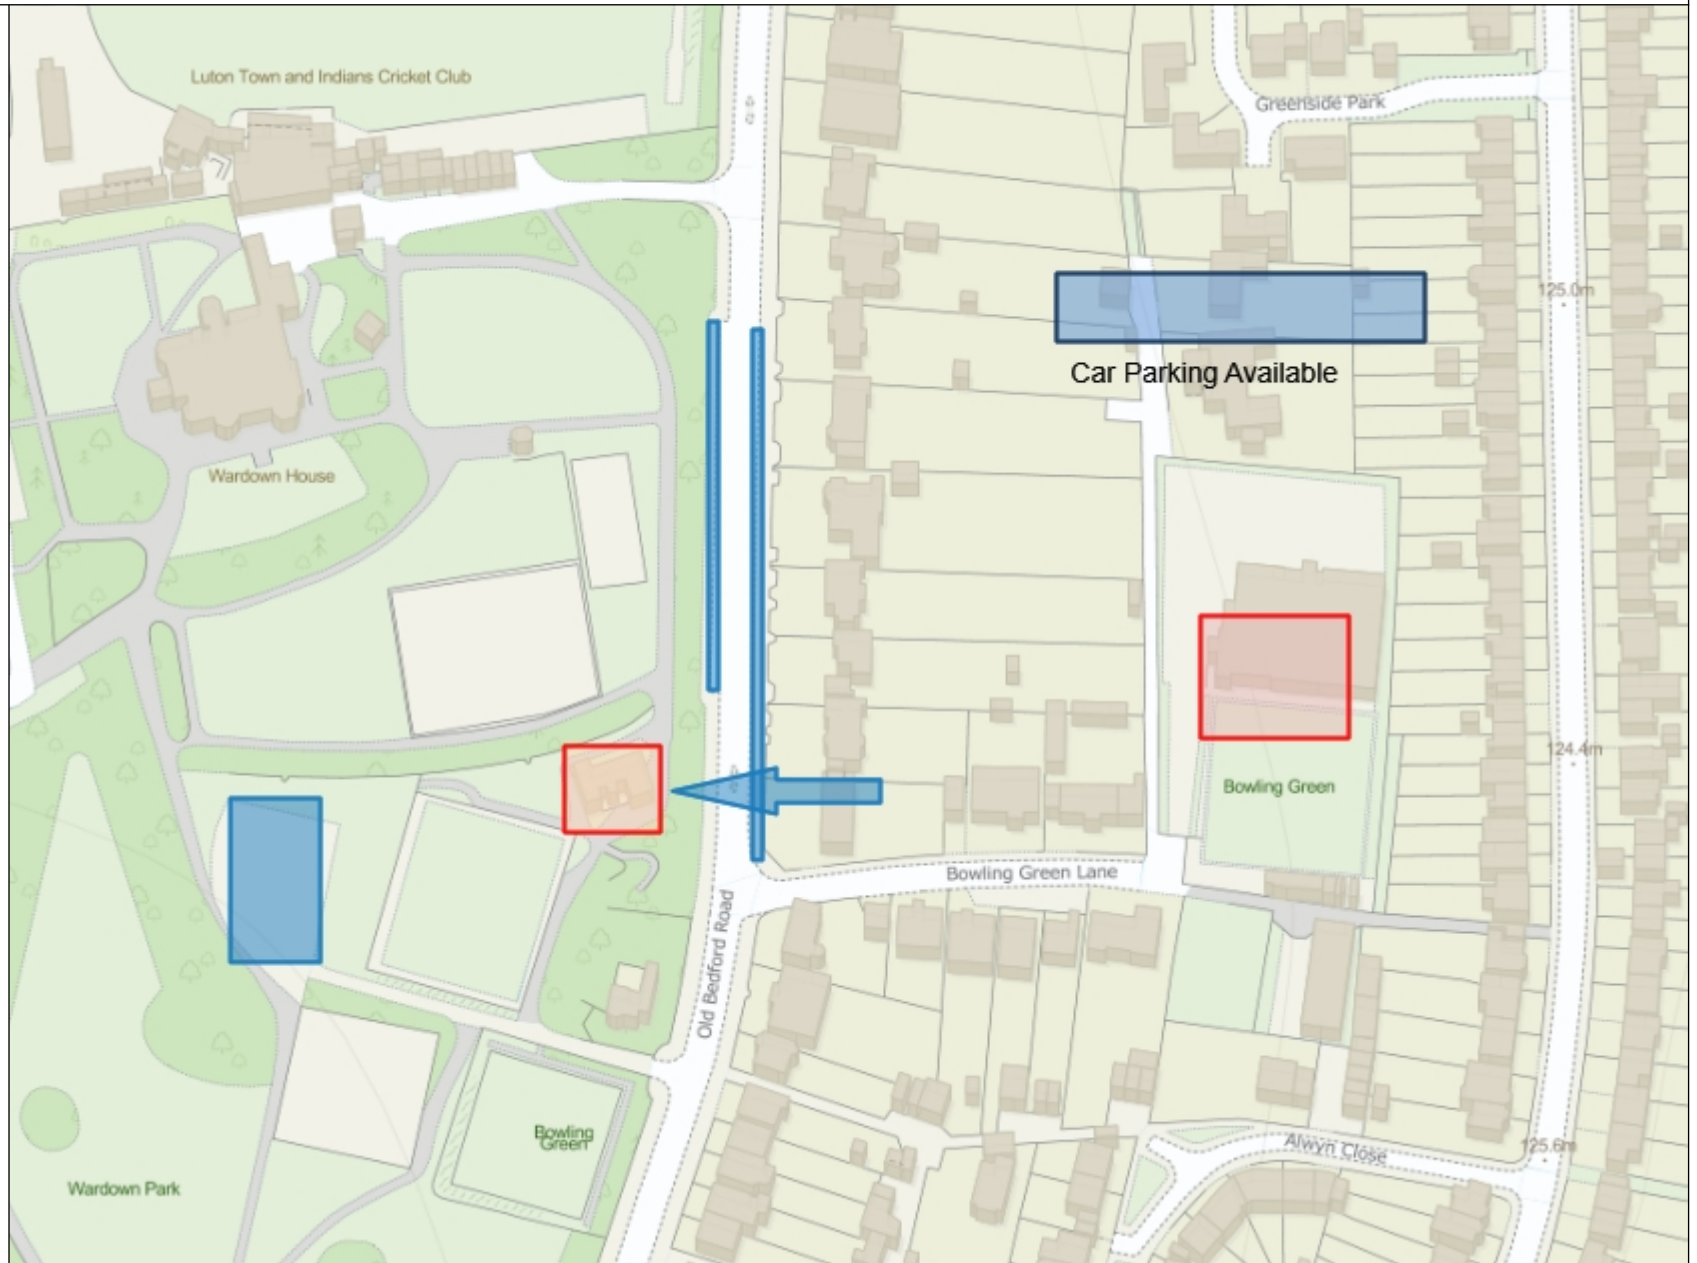 Luton Town and Indians Cricket Club
Greenside Park
125.0m
Car Parking Available
Wardown House
124.4m
Bowling Green
Bowling Green Lane
Old Bedford Road
Bowling
Green
Alwyn Close
125.6m
Wardown Park